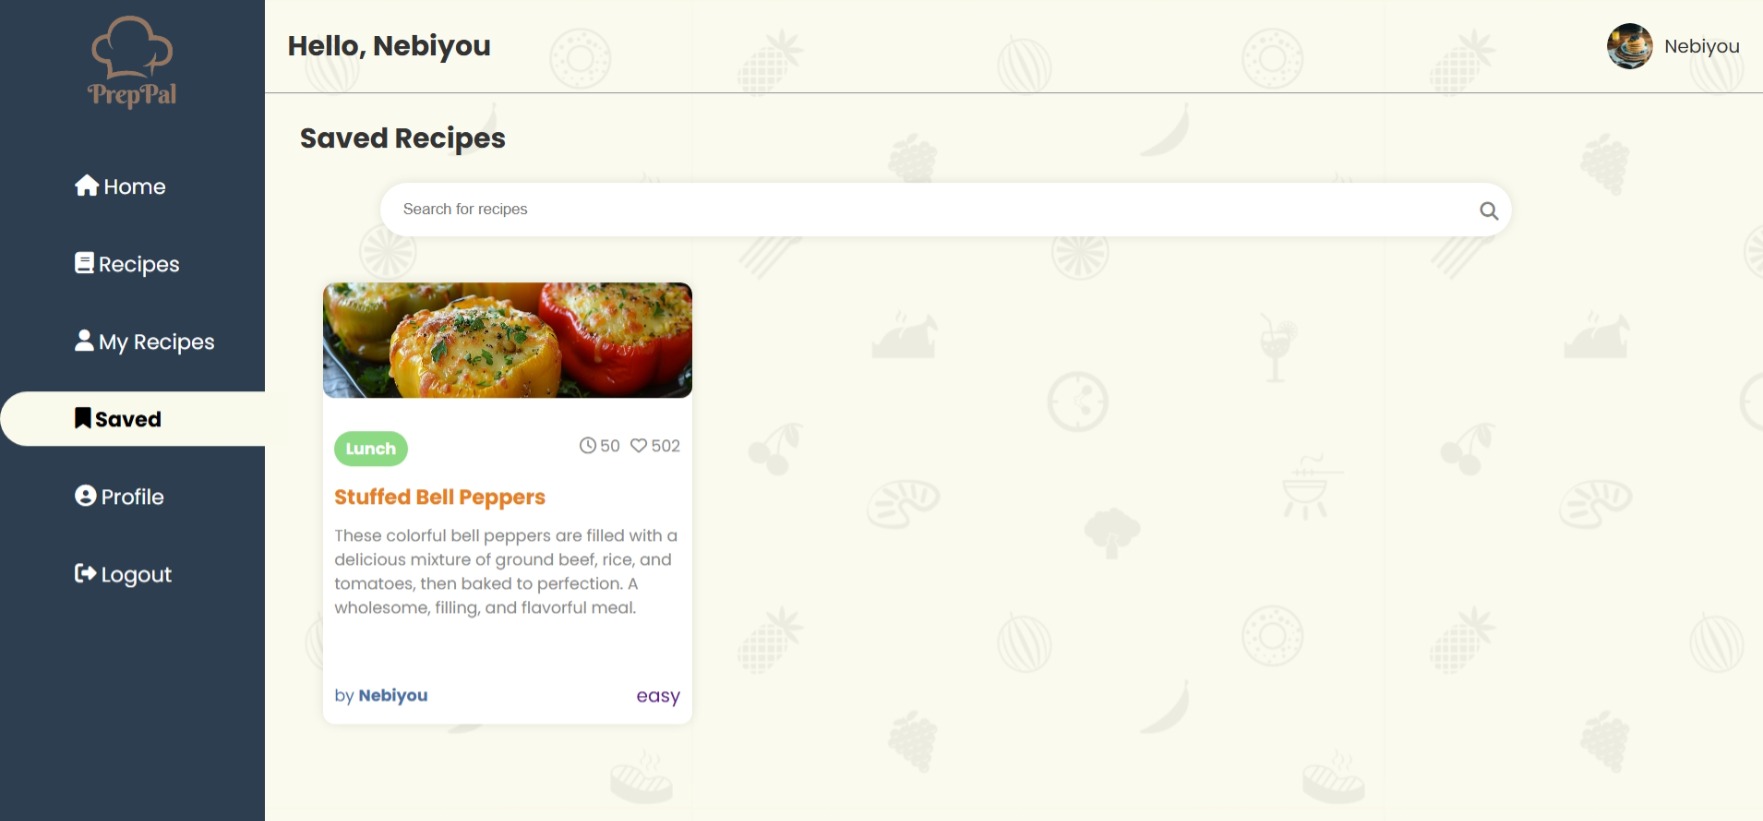 PrepPal
Home
Recipes
My Recipes
Saved
Profile
Logout
Hello, Nebiyou
Nebiyou
Saved Recipes
Search for recipes
Lunch
50 502
Stuffed Bell Peppers
These colorful bell peppers are filled with a
delicious mixture of ground beef, rice, and
tomatoes, then baked to perfection. A
wholesome, filling, and flavorful meal.
by Nebiyou
easy